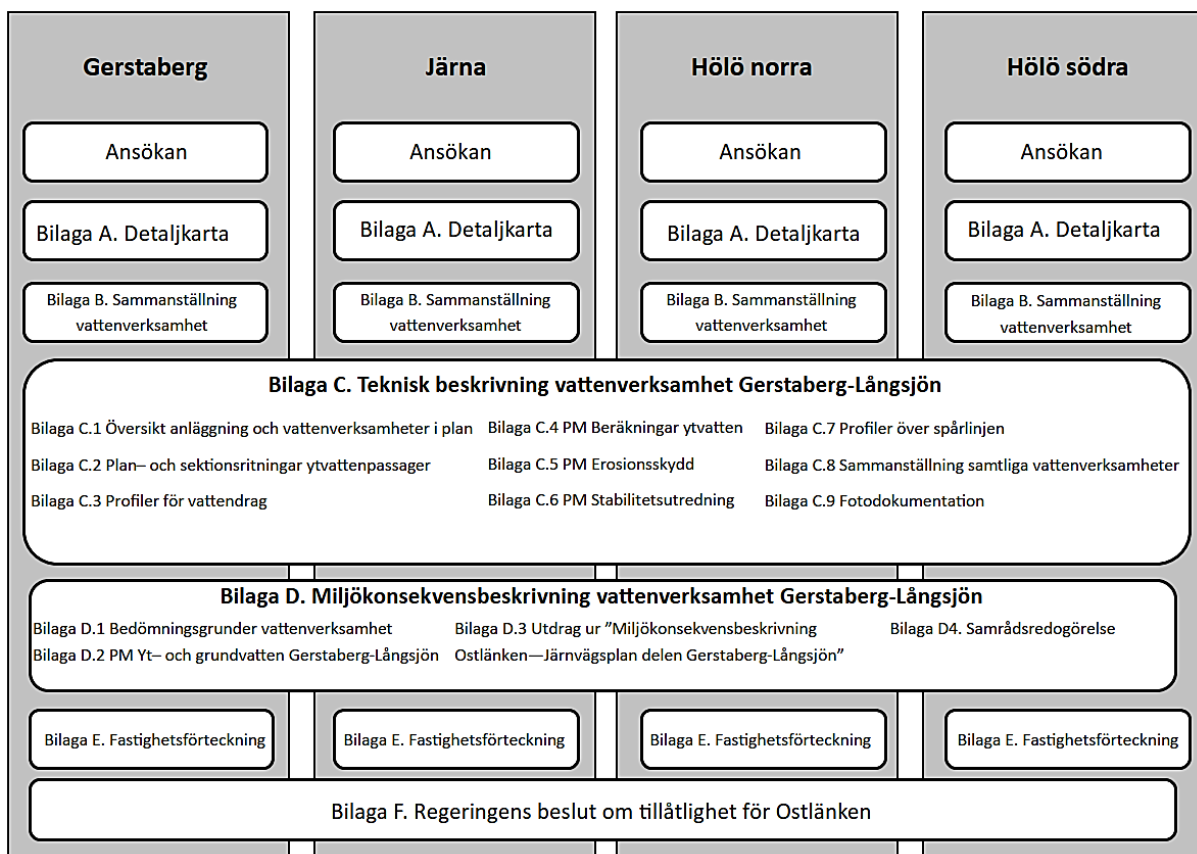 Gerstaberg
Järna
Hölö norra
Hölö södra
Ansökan
Ansökan
Ansökan
Ansökan
Bilaga A. Detaljkarta
Bilaga A. Detaljkarta
Bilaga A. Detaljkarta
Bilaga A. Detaljkarta
Bilaga B. Sammanställning
vattenverksamhet
Bilaga B. Sammanställning
vattenverksamhet
Bilaga B. Sammanställning
vattenverksamhet
Bilaga B. Sammanställning
vattenverksamhet
Bilaga C. Teknisk beskrivning vattenverksamhet Gerstaberg-Långsjön
Bilaga C.1 Översikt anläggning och vattenverksamheter i plan
Bilaga C.2 Plan– och sektionsritningar ytvattenpassager
Bilaga C.3 Profiler för vattendrag
Bilaga C.4 PM Beräkningar ytvatten
Bilaga C.5 PM Erosionsskydd
Bilaga C.6 PM Stabilitetsutredning
Bilaga C.7 Profiler över spårlinjen
Bilaga C.8 Sammanställning samtliga vattenverksamheter
Bilaga C.9 Fotodokumentation
Bilaga D. Miljökonsekvensbeskrivning vattenverksamhet Gerstaberg-Långsjön
Bilaga D.1 Bedömningsgrunder vattenverksamhet
Bilaga D.2 PM Yt– och grundvatten Gerstaberg-Långsjön
Bilaga D.3 Utdrag ur ”Miljökonsekvensbeskrivning
Ostlänken—Järnvägsplan delen Gerstaberg-Långsjön”
Bilaga D4. Samrådsredogörelse
Bilaga E. Fastighetsförteckning
Bilaga E. Fastighetsförteckning
Bilaga E. Fastighetsförteckning
Bilaga E. Fastighetsförteckning
Bilaga F. Regeringens beslut om tillåtlighet för Ostlänken